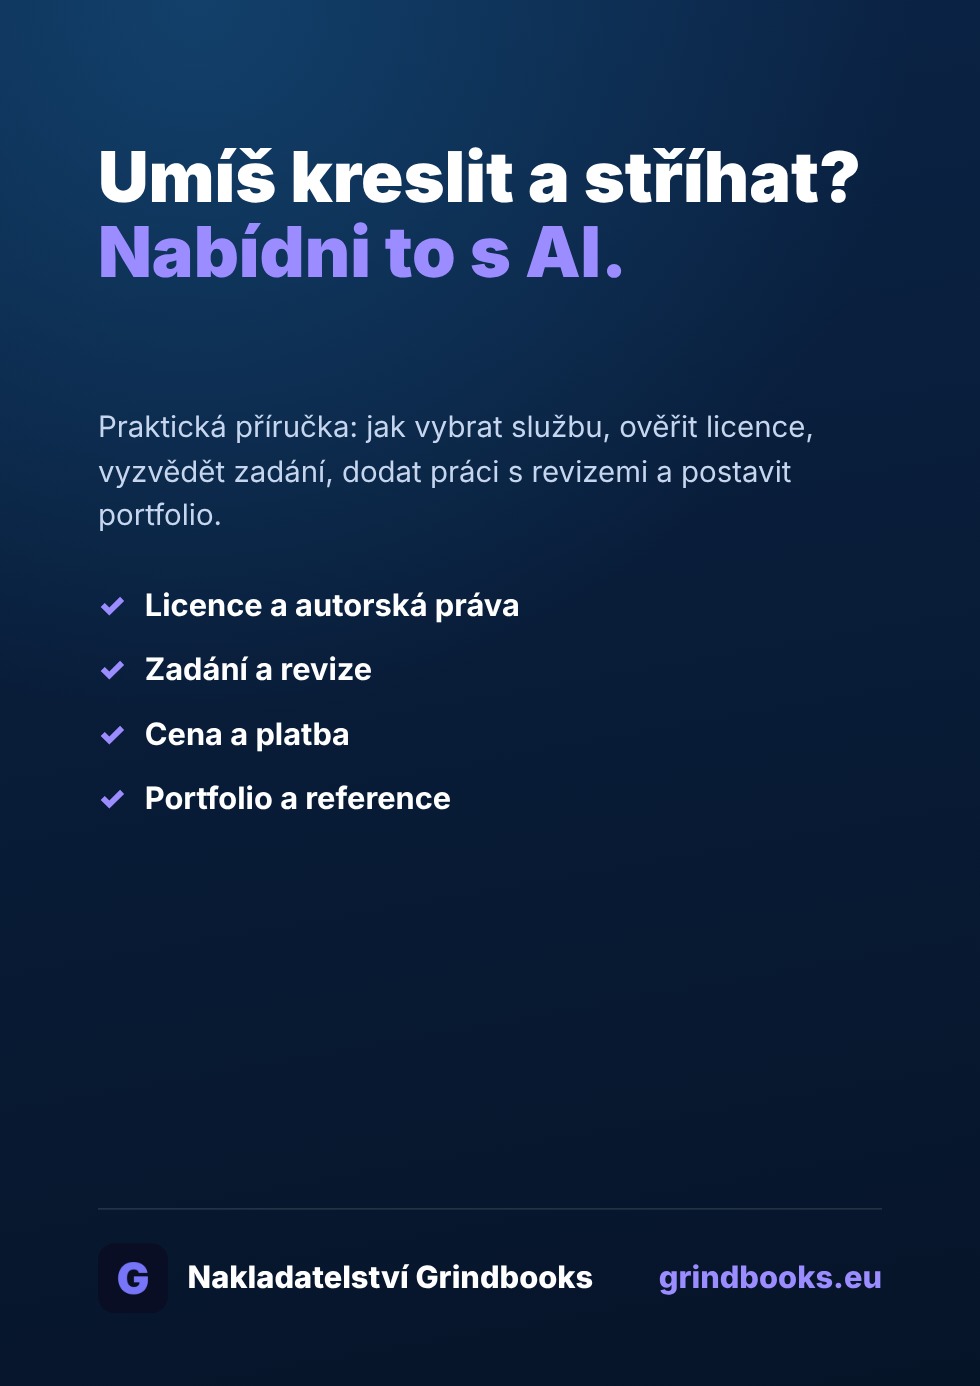 Umíš kreslit a stříhat?
Nabídni to s AI.
Praktická příručka: jak vybrat službu, ověřit licence,
vyzvědět zadání, dodat práci s revizemi a postavit
portfolio.
✔ Licence a autorská práva
✔ Zadání a revize
✔ Cena a platba
✔ Portfolio a reference
G Nakladatelství Grindbooks grindbooks.eu